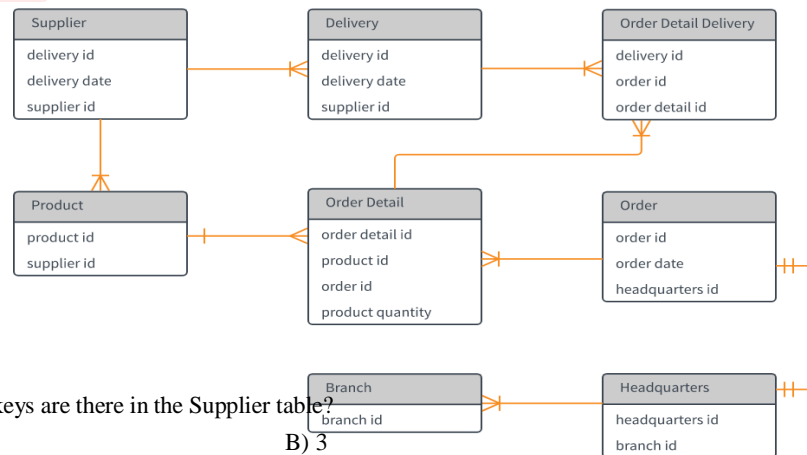 Supplier
delivery id
delivery date
supplier id
Delivery
delivery id
delivery date
supplier id
Order Detail Delivery
delivery id
order id
order detail id
Product
product id
supplier id
Order Detail
order detail id
product id
order id
product quantity
Order
order id
order date
headquarters id
Branch
branch id
Headquarters
headquarters id
branch id
keys are there in the Supplier table?
B) 3